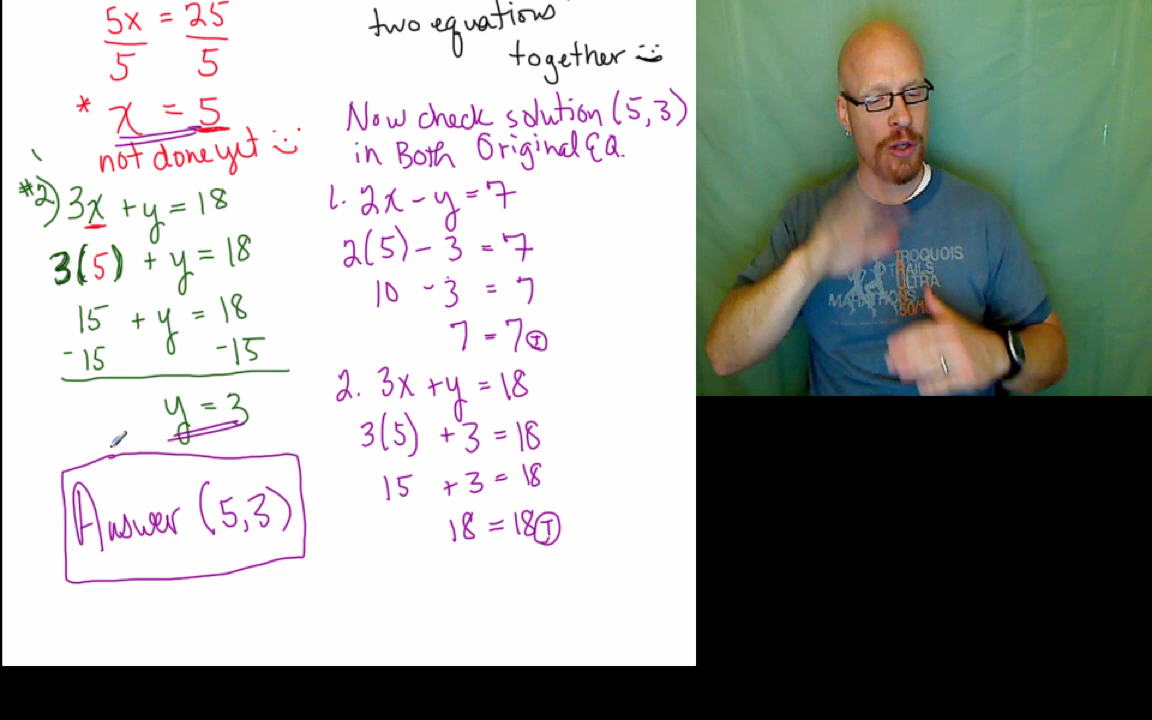 5x = 25
5 5
* x = 5
not done yet
#2) 3x + y = 18
3(5) + y = 18
15 + y = 18
-15 -15
y = 3
Answer (5,3)
two equations
together
Now check solution (5,3)
in Both Original EQ.
1. 2x - y = 7
2(5) - 3 = 7
10 - 3 = 7
7 = 7 T
2. 3x + y = 18
3(5) + 3 = 18
15 + 3 = 18
18 = 18 T
TROQUOIS
TRAILS
ULTRA
MARATHONS